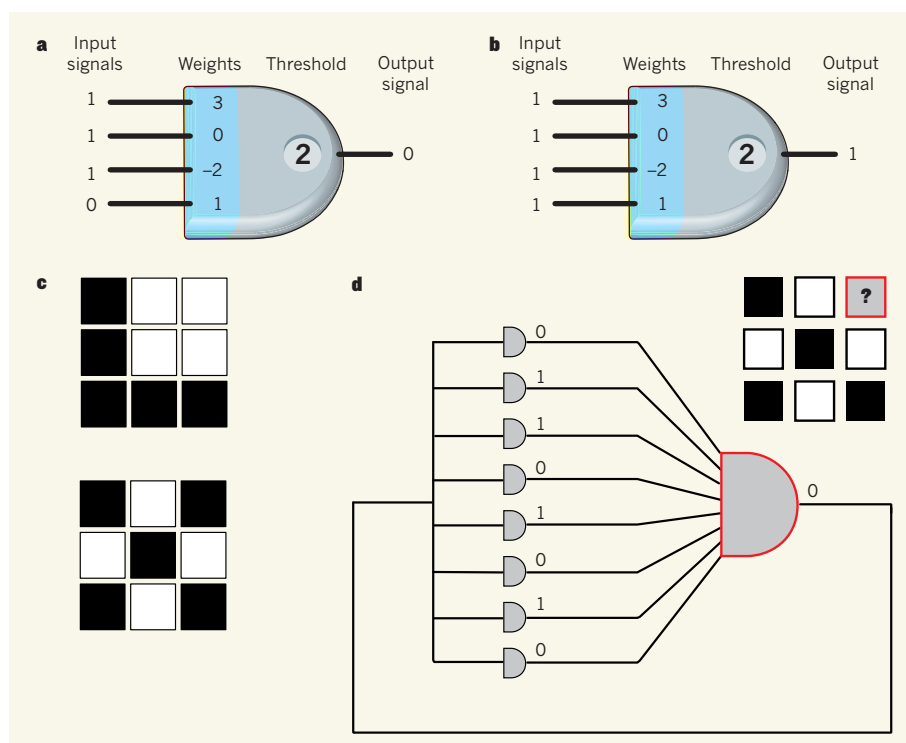 a
Input
signals
Weights
Threshold
Output
signal
1
3
1
0
1
–2
0
1
2
0
b
Input
signals
Weights
Threshold
Output
signal
1
3
1
0
1
–2
1
1
2
1
c
d
?
0
1
1
0
1
0
1
0
0